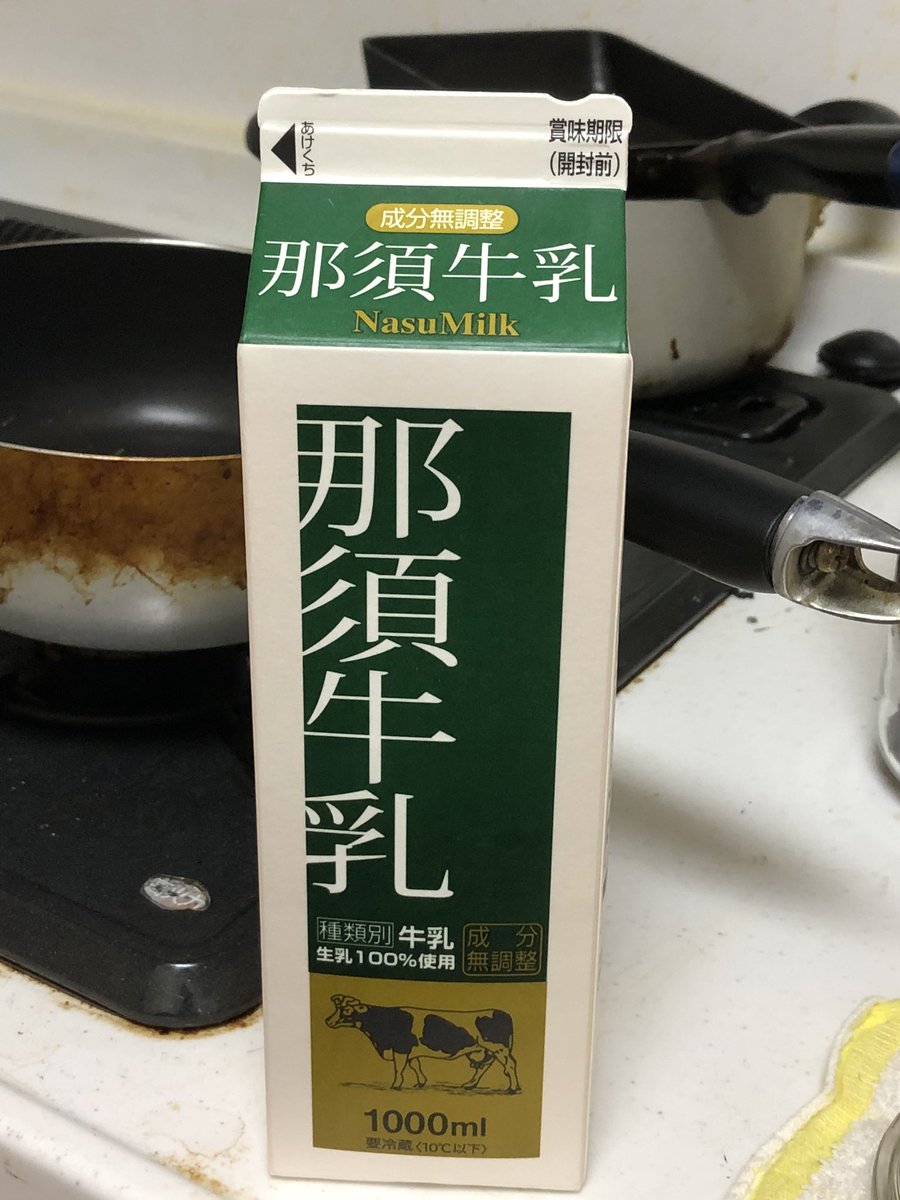 あけくち
賞味期限
(開封前)
成分無調整
那須牛乳
NasuMilk
那須牛乳
種類別 牛乳
生乳100%使用
成分
無調整
1000ml
要冷蔵〈10℃以下〉